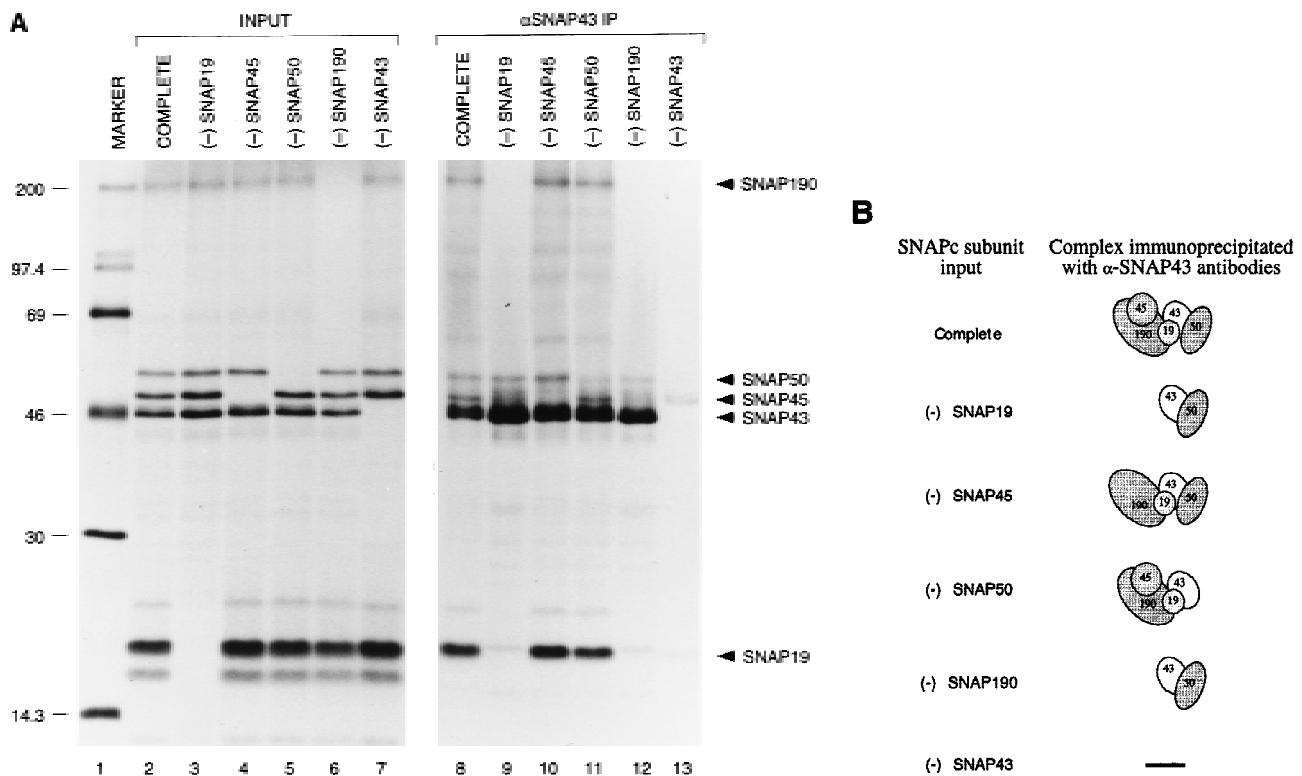 A
INPUT
αSNAP43 IP
MARKER
COMPLETE
(–) SNAP19
(–) SNAP45
(–) SNAP50
(=) SNAP190
(–) SNAP43
COMPLETE
(=) SNAP19
(–) SNAP45
(–) SNAP50
(=) SNAP190
(–) SNAP43
200
97.4
69
46
30
14.3
SNAP190
SNAP50
SNAP45
SNAP43
SNAP19
1 2 3 4 5 6 7 8 9 10 11 12 13
B
SNAPc subunit
input
Complex immunoprecipitated
with α-SNAP43 antibodies
Complete
45 43 190 19 50
(-) SNAP19
43 50
(-) SNAP45
43 190 19 50
(-) SNAP50
45 43 190 19
(-) SNAP190
43 50
(-) SNAP43